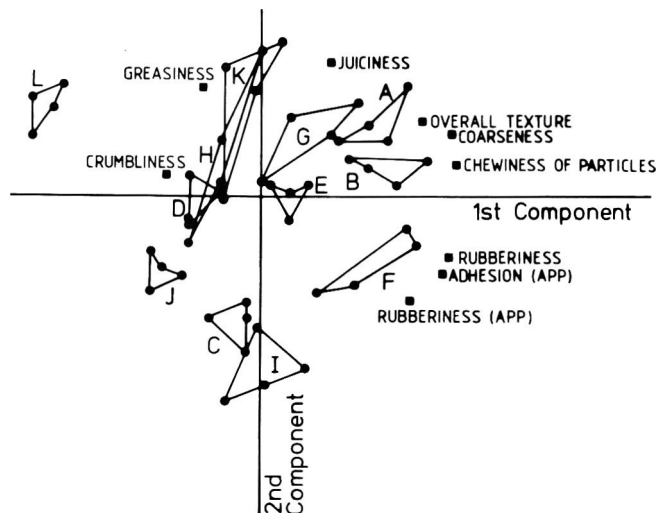 L
GREASINESS
K
JUICINESS
A
OVERALL TEXTURE
COARSENESS
G
H
CRUMBLINESS
B
CHEWINESS OF PARTICLES
E
D
1st Component
J
F
RUBBERINESS
ADHESION (APP)
RUBBERINESS (APP)
C
I
2nd
Component